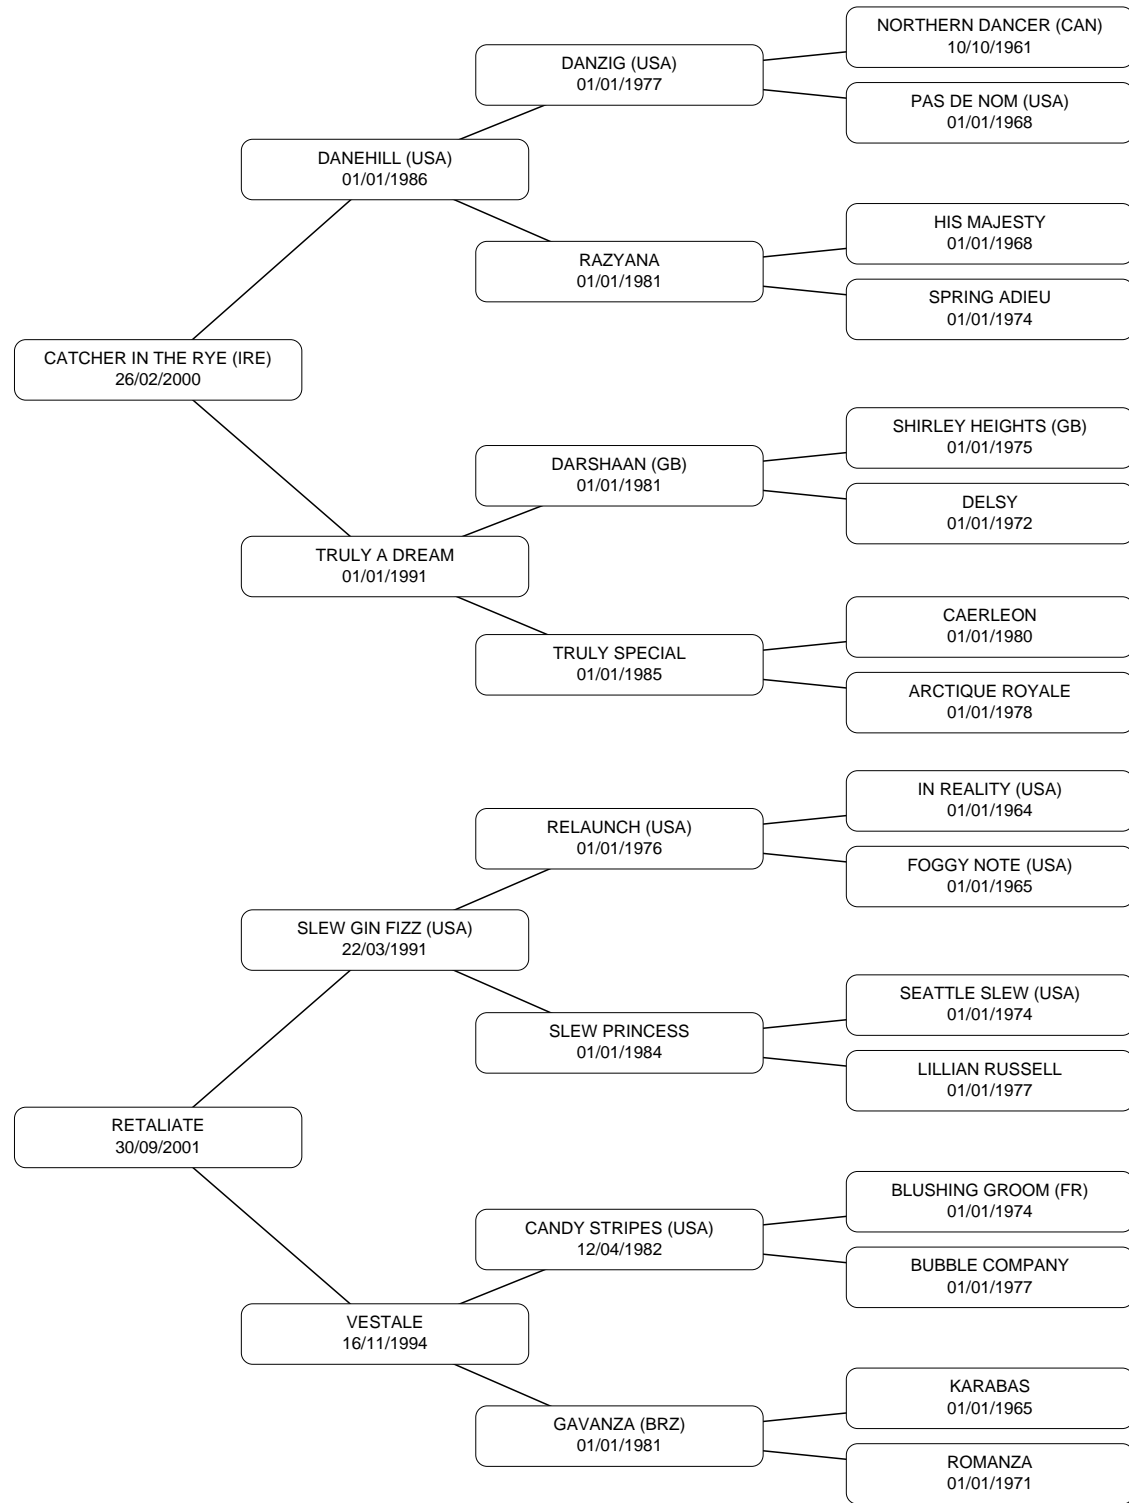 NORTHERN DANCER (CAN)
10/10/1961
DANZIG (USA)
01/01/1977
PAS DE NOM (USA)
01/01/1968
DANEHILL (USA)
01/01/1986
HIS MAJESTY
01/01/1968
RAZYANA
01/01/1981
SPRING ADIEU
01/01/1974
CATCHER IN THE RYE (IRE)
26/02/2000
SHIRLEY HEIGHTS (GB)
01/01/1975
DARSHAAN (GB)
01/01/1981
DELSY
01/01/1972
TRULY A DREAM
01/01/1991
CAERLEON
01/01/1980
TRULY SPECIAL
01/01/1985
ARCTIQUE ROYALE
01/01/1978
IN REALITY (USA)
01/01/1964
RELAUNCH (USA)
01/01/1976
FOGGY NOTE (USA)
01/01/1965
SLEW GIN FIZZ (USA)
22/03/1991
SEATTLE SLEW (USA)
01/01/1974
SLEW PRINCESS
01/01/1984
LILLIAN RUSSELL
01/01/1977
RETALIATE
30/09/2001
BLUSHING GROOM (FR)
01/01/1974
CANDY STRIPES (USA)
12/04/1982
BUBBLE COMPANY
01/01/1977
VESTALE
16/11/1994
KARABAS
01/01/1965
GAVANZA (BRZ)
01/01/1981
ROMANZA
01/01/1971